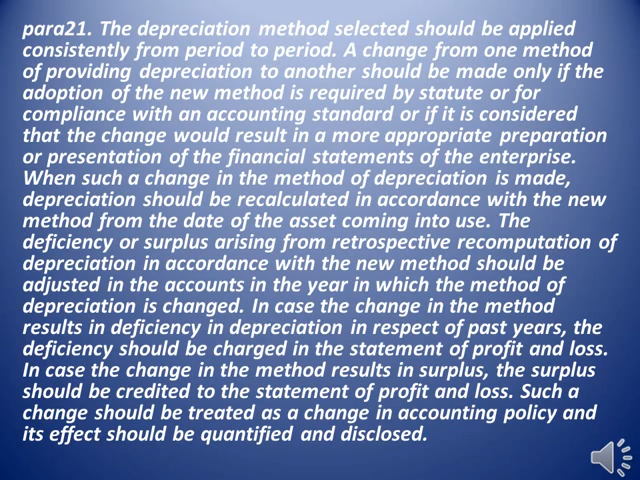 para21. The depreciation method selected should be applied
consistently from period to period. A change from one method
of providing depreciation to another should be made only if the
adoption of the new method is required by statute or for
compliance with an accounting standard or if it is considered
that the change would result in a more appropriate preparation
or presentation of the financial statements of the enterprise.
When such a change in the method of depreciation is made,
depreciation should be recalculated in accordance with the new
method from the date of the asset coming into use. The
deficiency or surplus arising from retrospective recomputation of
depreciation in accordance with the new method should be
adjusted in the accounts in the year in which the method of
depreciation is changed. In case the change in the method
results in deficiency in depreciation in respect of past years, the
deficiency should be charged in the statement of profit and loss.
In case the change in the method results in surplus, the surplus
should be credited to the statement of profit and loss. Such a
change should be treated as a change in accounting policy and
its effect should be quantified and disclosed.